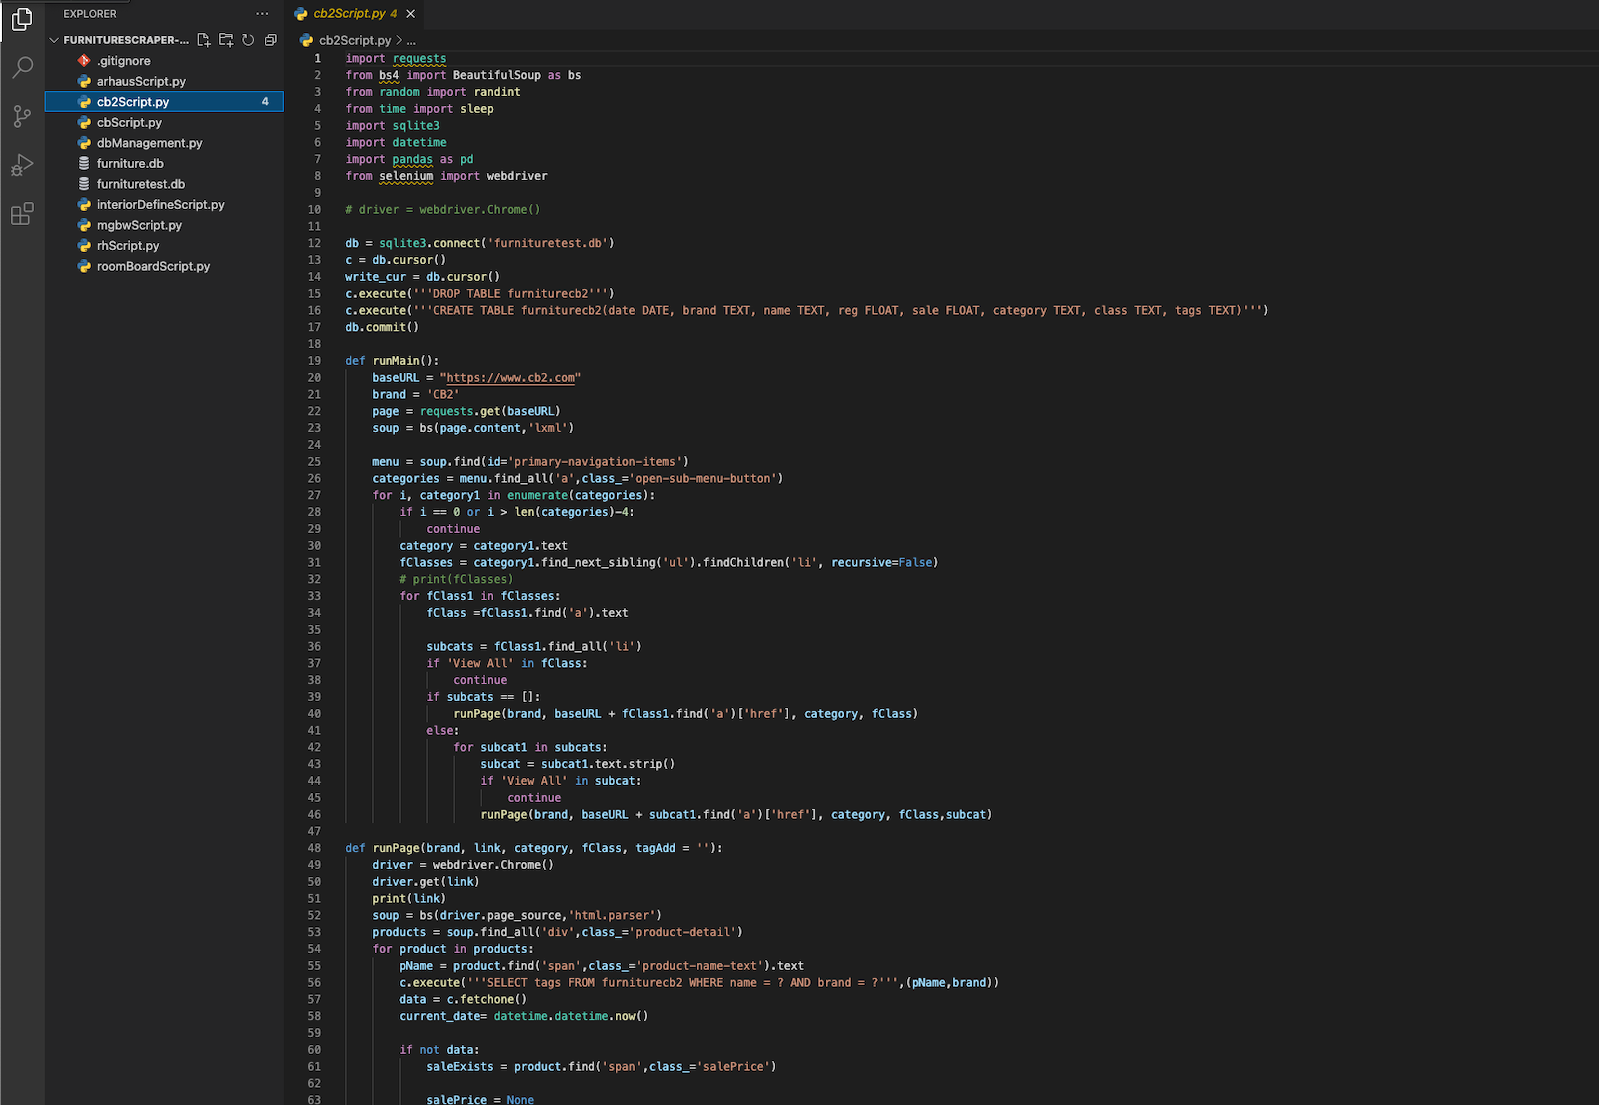 EXPLORER
FURNITURESCRAPER-...
.gitignore
arhausScript.py
cb2Script.py 4
cbScript.py
dbManagement.py
furniture.db
furnituretest.db
interiorDefineScript.py
mgbwScript.py
rhScript.py
roomBoardScript.py
cb2Script.py 4
cb2Script.py > ...
1 import requests
2 from bs4 import BeautifulSoup as bs
3 from random import randint
4 from time import sleep
5 import sqlite3
6 import datetime
7 import pandas as pd
8 from selenium import webdriver
9
10 # driver = webdriver.Chrome()
11
12 db = sqlite3.connect('furnituretest.db')
13 c = db.cursor()
14 write_cur = db.cursor()
15 c.execute('''DROP TABLE furniturecb2''')
16 c.execute('''CREATE TABLE furniturecb2(date DATE, brand TEXT, name TEXT, reg FLOAT, sale FLOAT, category TEXT, class TEXT, tags TEXT)''')
17 db.commit()
18
19 def runMain():
20     baseURL = "https://www.cb2.com"
21     brand = 'CB2'
22     page = requests.get(baseURL)
23     soup = bs(page.content,'lxml')
24
25     menu = soup.find(id='primary-navigation-items')
26     categories = menu.find_all('a',class_='open-sub-menu-button')
27     for i, category1 in enumerate(categories):
28         if i == 0 or i > len(categories)-4:
29             continue
30         category = category1.text
31         fClasses = category1.find_next_sibling('ul').findChildren('li', recursive=False)
32         # print(fClasses)
33         for fClass1 in fClasses:
34             fClass =fClass1.find('a').text
35
36             subcats = fClass1.find_all('li')
37             if 'View All' in fClass:
38                 continue
39             if subcats == []:
40                 runPage(brand, baseURL + fClass1.find('a')['href'], category, fClass)
41             else:
42                 for subcat1 in subcats:
43                     subcat = subcat1.text.strip()
44                     if 'View All' in subcat:
45                         continue
46                     runPage(brand, baseURL + subcat1.find('a')['href'], category, fClass,subcat)
47
48 def runPage(brand, link, category, fClass, tagAdd = ''):
49     driver = webdriver.Chrome()
50     driver.get(link)
51     print(link)
52     soup = bs(driver.page_source,'html.parser')
53     products = soup.find_all('div',class_='product-detail')
54     for product in products:
55         pName = product.find('span',class_='product-name-text').text
56         c.execute('''SELECT tags FROM furniturecb2 WHERE name = ? AND brand = ?''',(pName,brand))
57         data = c.fetchone()
58         current_date= datetime.datetime.now()
59
60         if not data:
61             saleExists = product.find('span',class_='salePrice')
62
63             salePrice = None